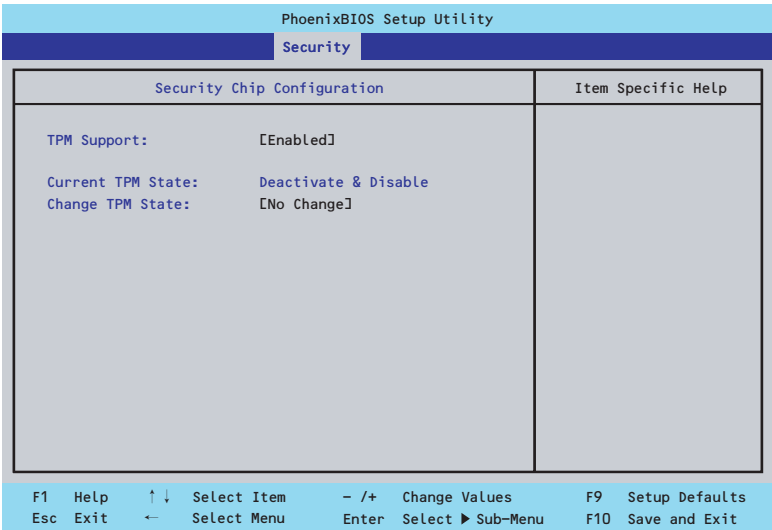 PhoenixBIOS Setup Utility
Security
Security Chip Configuration
Item Specific Help
TPM Support: [Enabled]
Current TPM State: Deactivate & Disable
Change TPM State: [No Change]
F1 Help ↑↓ Select Item - /+ Change Values F9 Setup Defaults
Esc Exit ← Select Menu Enter Select ▶ Sub-Menu F10 Save and Exit